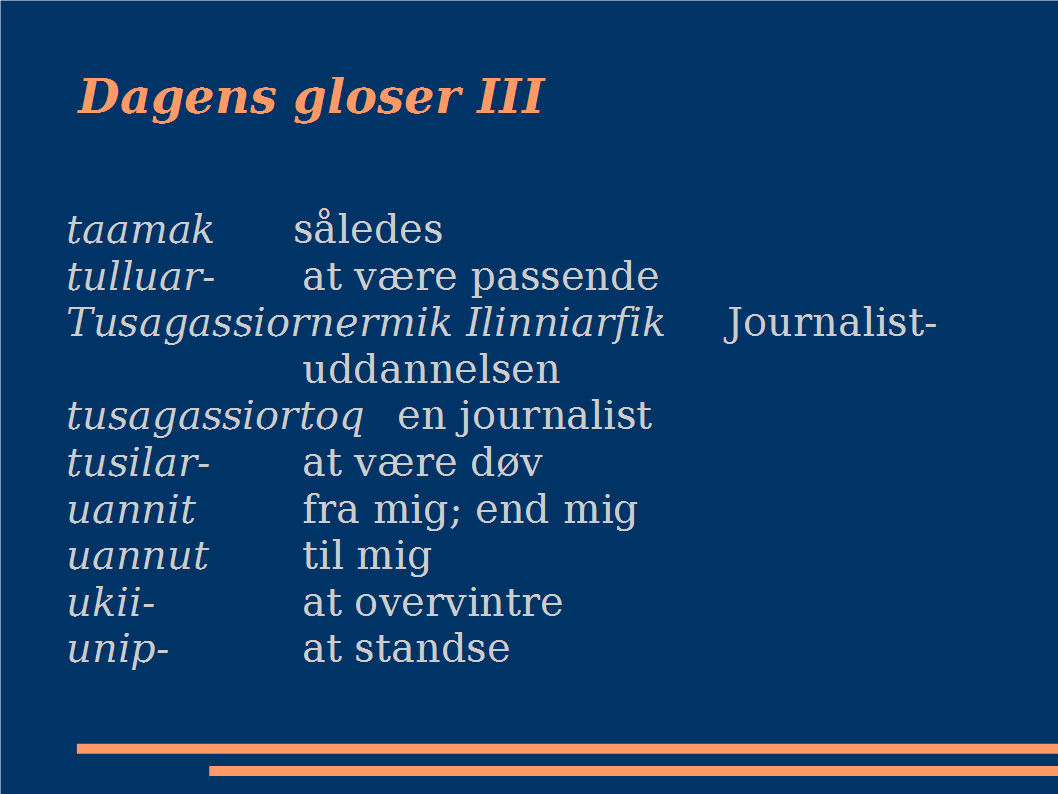 Dagens gloser III
taamak således
tulluar- at være passende
Tusagassiornermik Ilinniarfik Journalist-
uddannelsen
tusagassiortoq en journalist
tusilar- at være døv
uannit fra mig; end mig
uannut til mig
ukii- at overvintre
unip- at standse